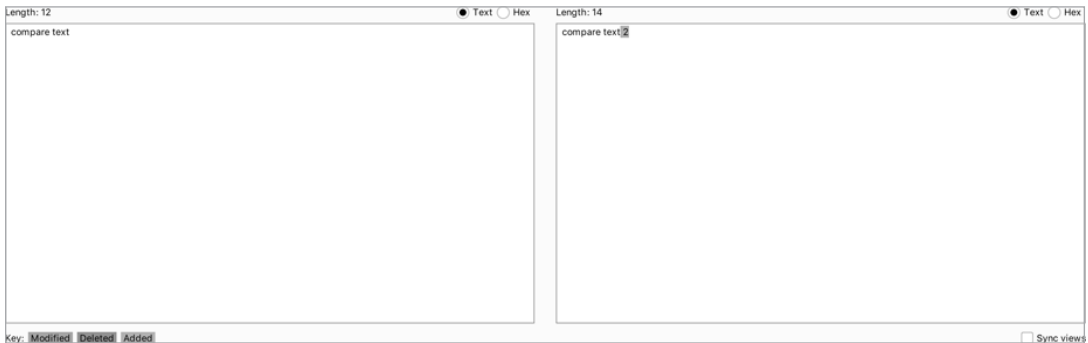 Length: 12 Text Hex Length: 14 Text Hex
compare text compare text 2
Key: Modified Deleted Added Sync views